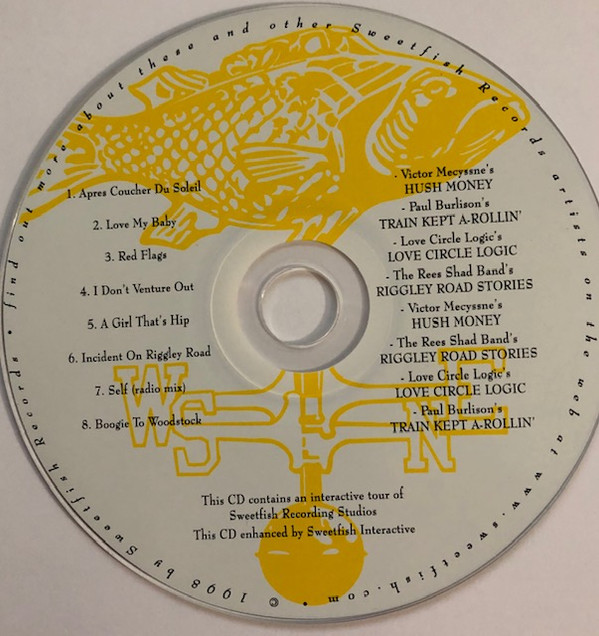 find out more about these and other Sweetfish Records artists on the web at www.sweetfish.com • © 1998 by Sweetfish Records •
1. Apres Coucher Du Soleil
- Victor Mecyssne's
HUSH MONEY
2. Love My Baby
- Paul Burlison's
TRAIN KEPT A-ROLLIN'
3. Red Flags
- Love Circle Logic's
LOVE CIRCLE LOGIC
4. I Don't Venture Out
- The Rees Shad Band's
RIGGLEY ROAD STORIES
5. A Girl That's Hip
- Victor Mecyssne's
HUSH MONEY
6. Incident On Riggley Road
- The Rees Shad Band's
RIGGLEY ROAD STORIES
7. Self (radio mix)
- Love Circle Logic's
LOVE CIRCLE LOGIC
8. Boogie To Woodstock
- Paul Burlison's
TRAIN KEPT A-ROLLIN'
W
S
E
N
This CD contains an interactive tour of
Sweetfish Recording Studios
This CD enhanced by Sweetfish Interactive